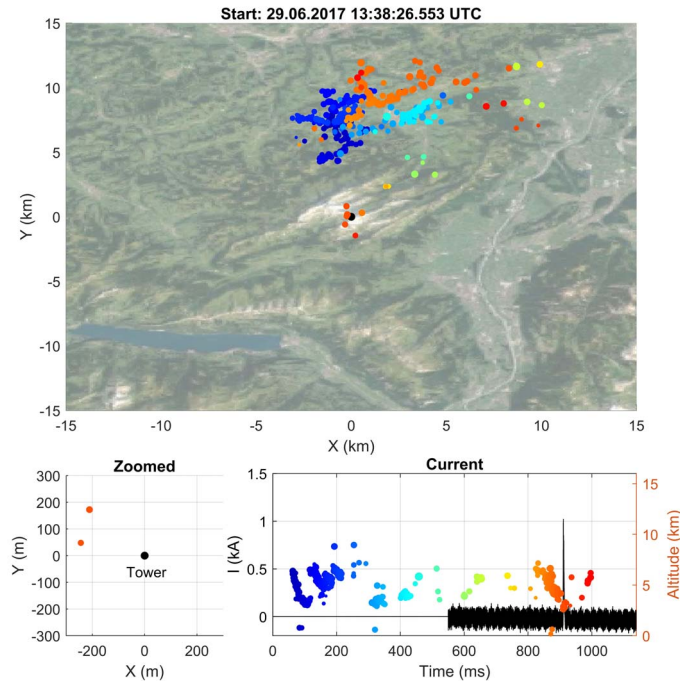 Start: 29.06.2017 13:38:26.553 UTC
15
10
5
0
-5
-10
-15
Y (km)
-15 -10 -5 0 5 10 15
X (km)
Zoomed
300
200
100
0
-100
-200
-300
Y (m)
Tower
-200 0 200
X (m)
Current
1.5
1
0.5
0
I (kA)
15
10
5
0
Altitude (km)
0 200 400 600 800 1000
Time (ms)